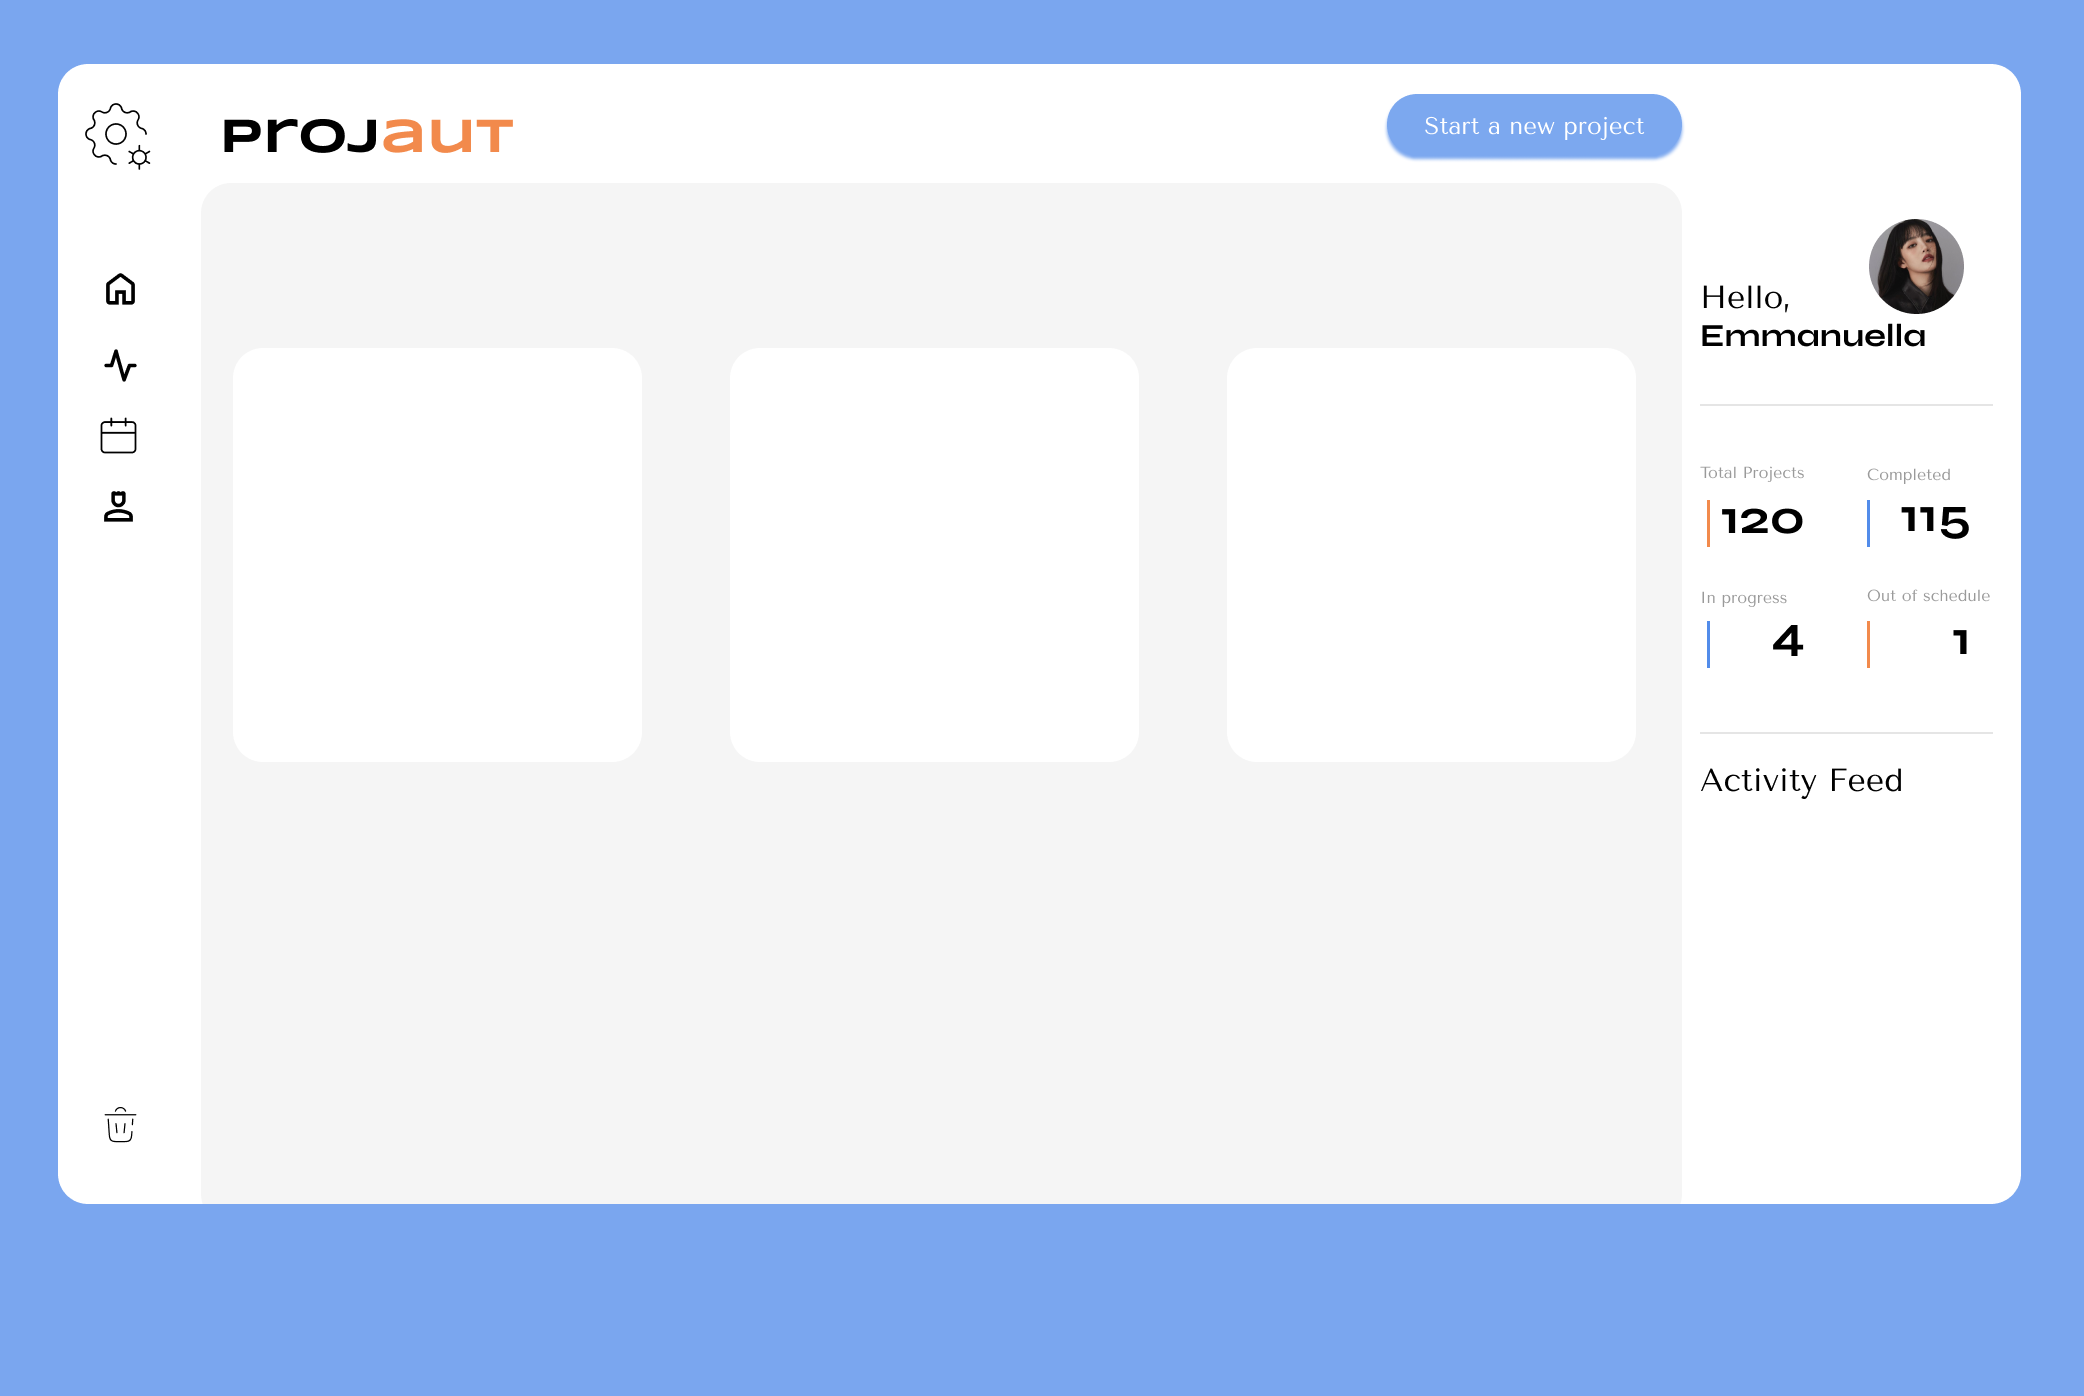 Projaut
Start a new project
Hello,
Emmanuella
Total Projects
Completed
120
115
In progress
Out of schedule
4
1
Activity Feed